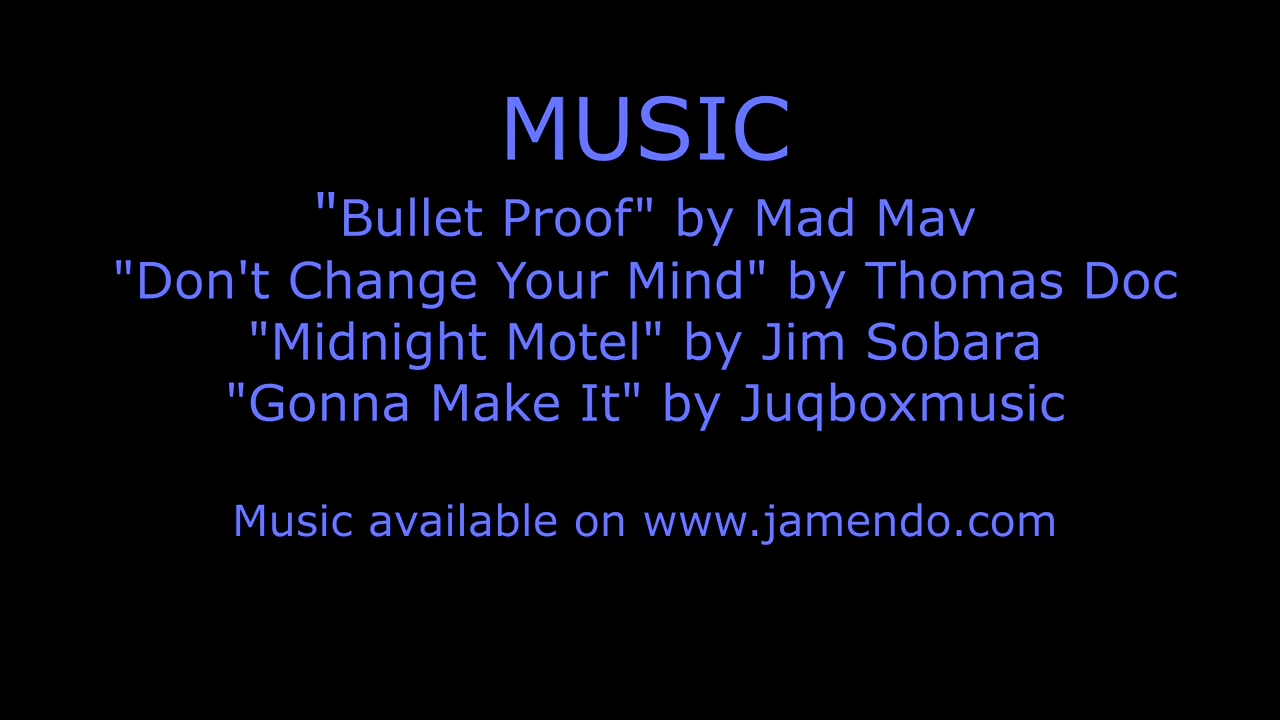 MUSIC
"Bullet Proof" by Mad Mav
"Don't Change Your Mind" by Thomas Doc
"Midnight Motel" by Jim Sobara
"Gonna Make It" by Juqboxmusic
Music available on www.jamendo.com